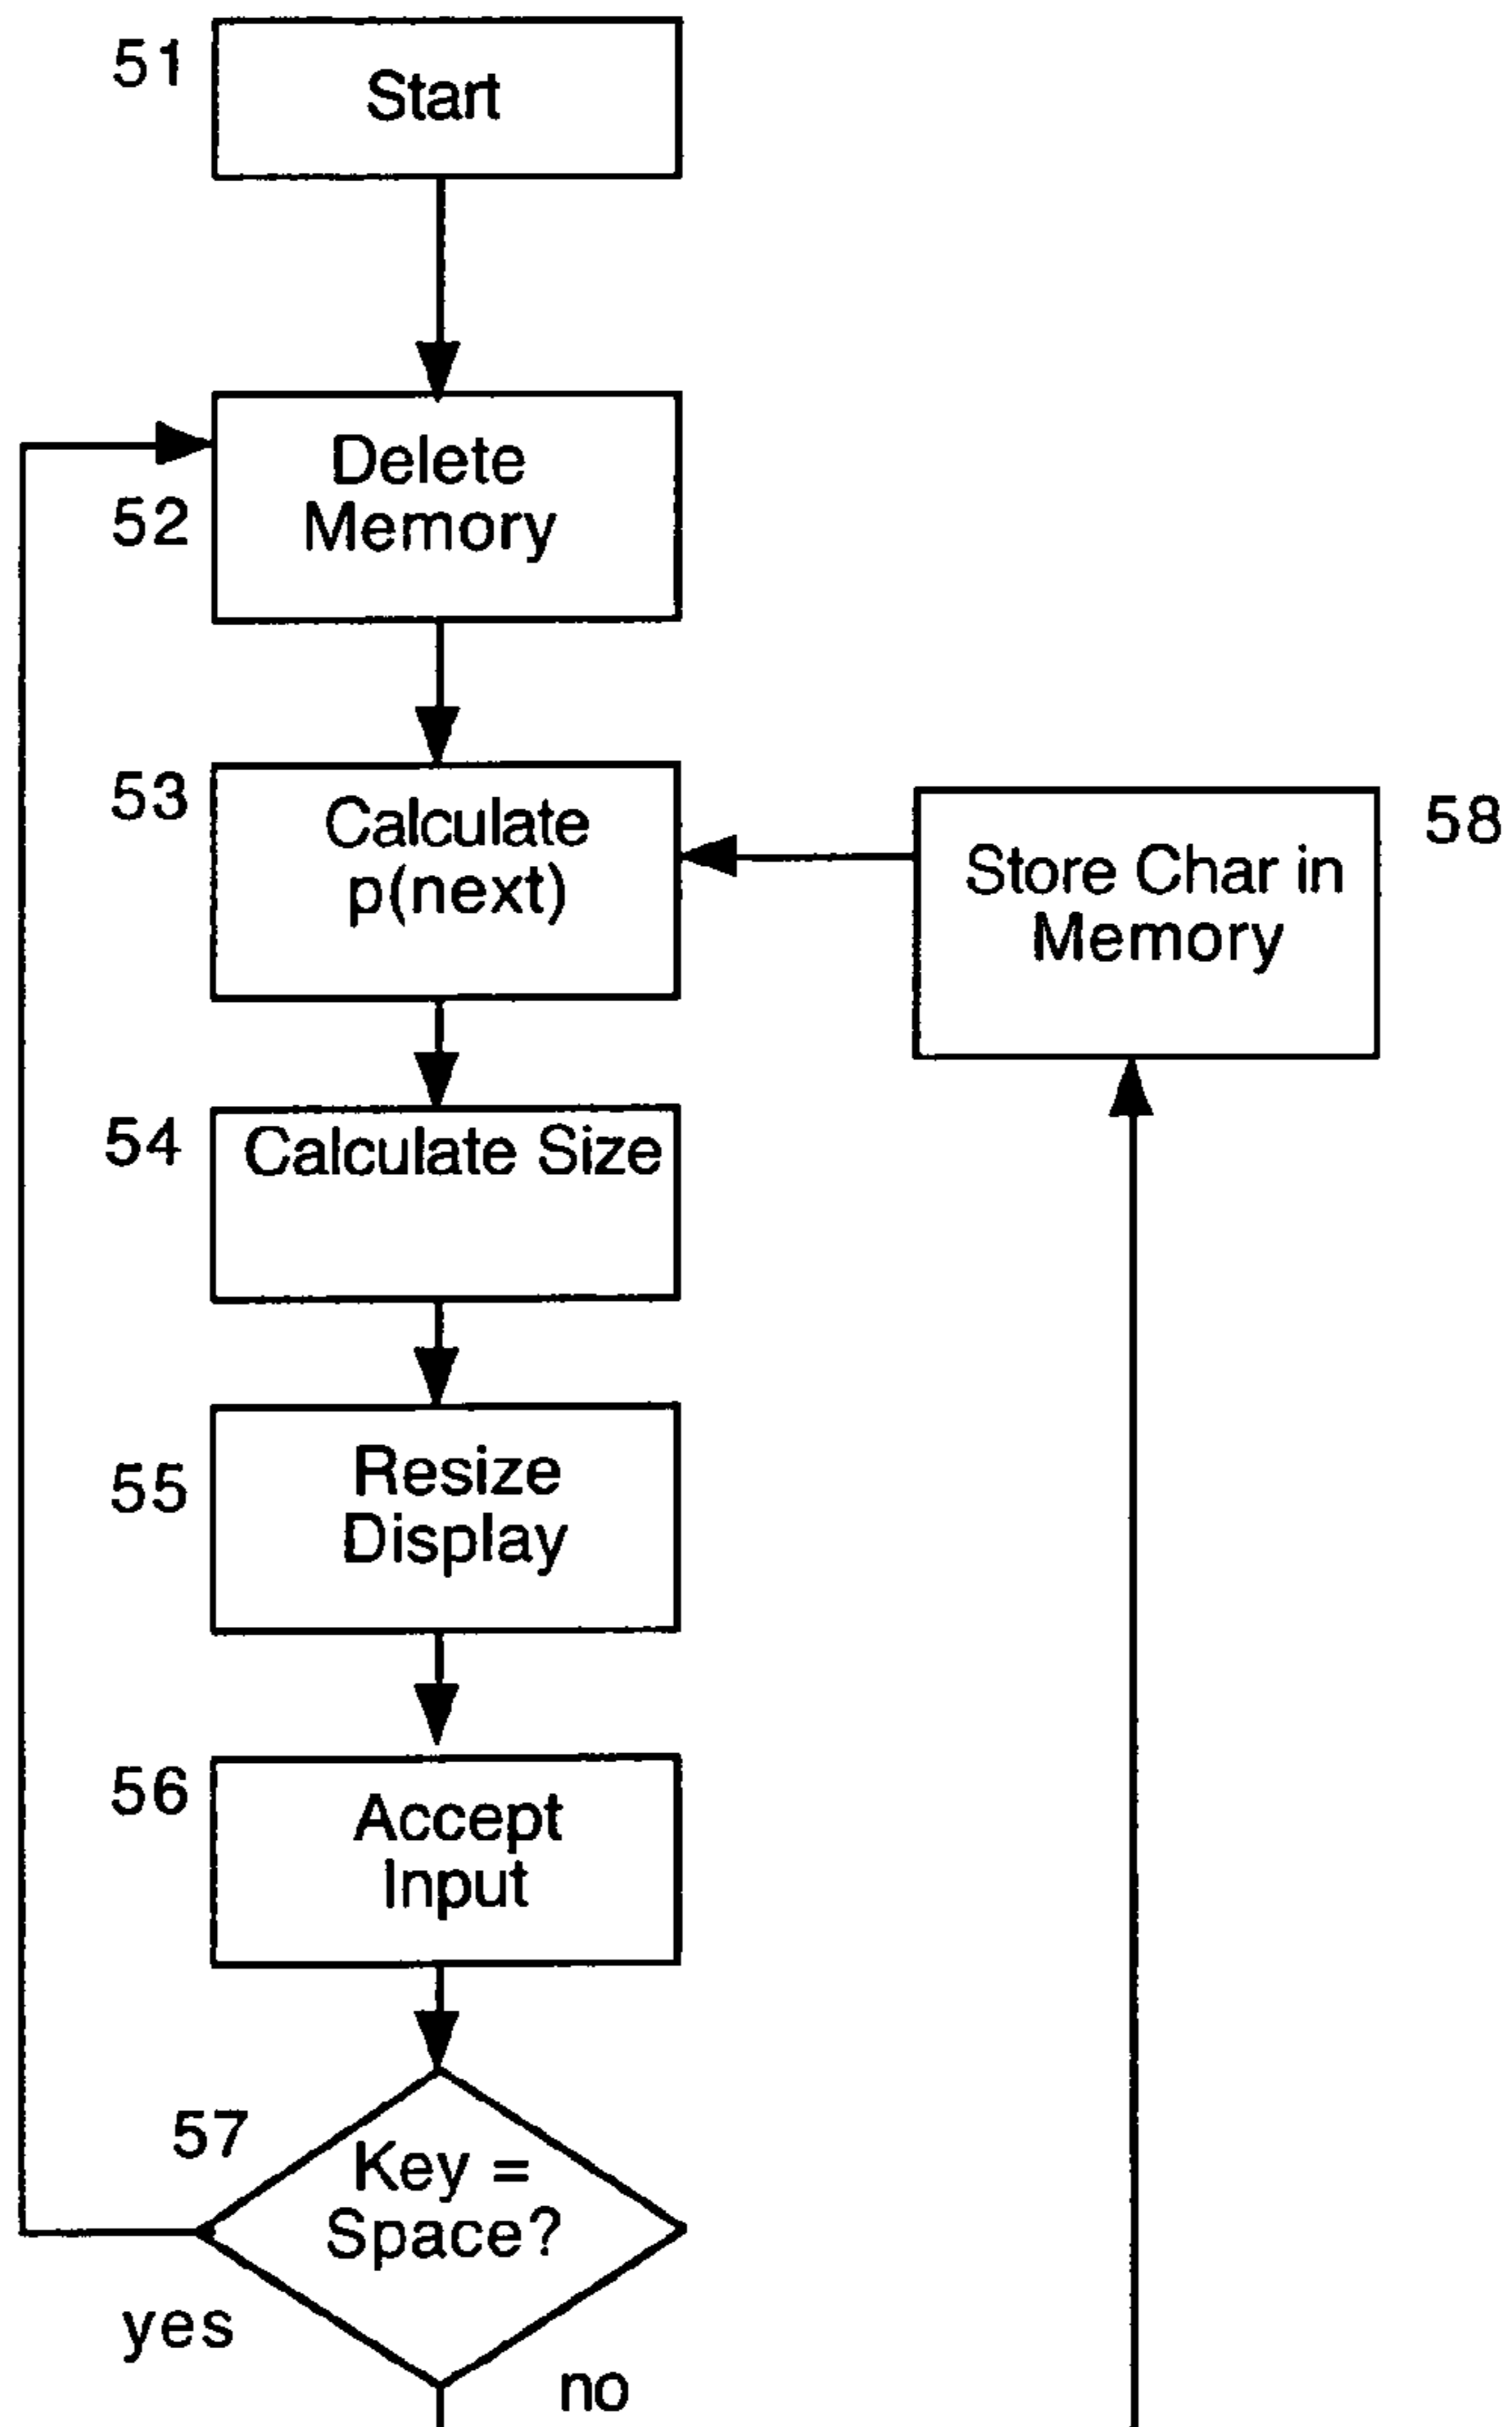 51
Start
Delete
52
Memory
53
Calculate
p(next)
58
Store Char in
Memory
54
Calculate Size
55
Resize
Display
56
Accept
Input
57
Key =
Space?
yes
no